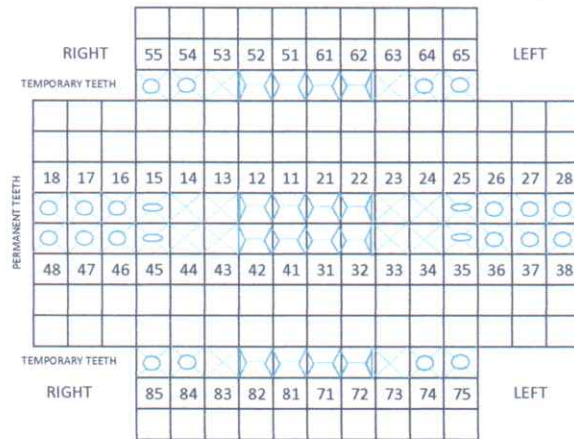 RIGHT 55 54 53 52 51 61 62 63 64 65 LEFT
TEMPORARY TEETH
PERMANENT TEETH
18 17 16 15 14 13 12 11 21 22 23 24 25 26 27 28
48 47 46 45 44 43 42 41 31 32 33 34 35 36 37 38
TEMPORARY TEETH
RIGHT 85 84 83 82 81 71 72 73 74 75 LEFT